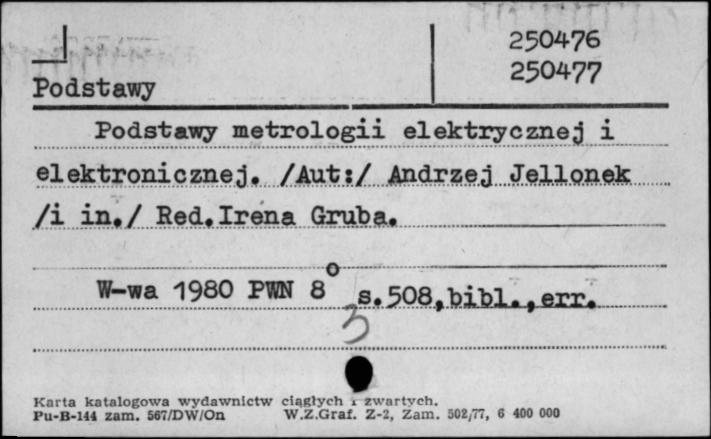 250476
250477
Podstawy
Podstawy metrologii elektrycznej i
elektronicznej. /Aut:/ Andrzej Jellonek
/i in./ Red.Irena Gruba.
W-wa 1980 PWN 8° s.508,bibl.,err.
3
Karta katalogowa wydawnictw ciągłych i zwartych.
Pu-B-144 zam. 567/DW/On W.Z.Graf. Z-2, Zam. 502/77, 6 400 000